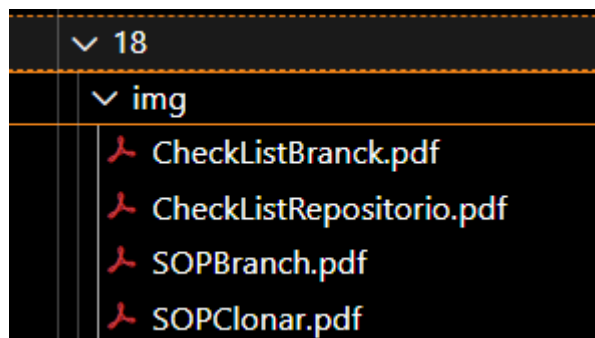 18
img
CheckListBranck.pdf
CheckListRepositorio.pdf
SOPBranch.pdf
SOPClonar.pdf